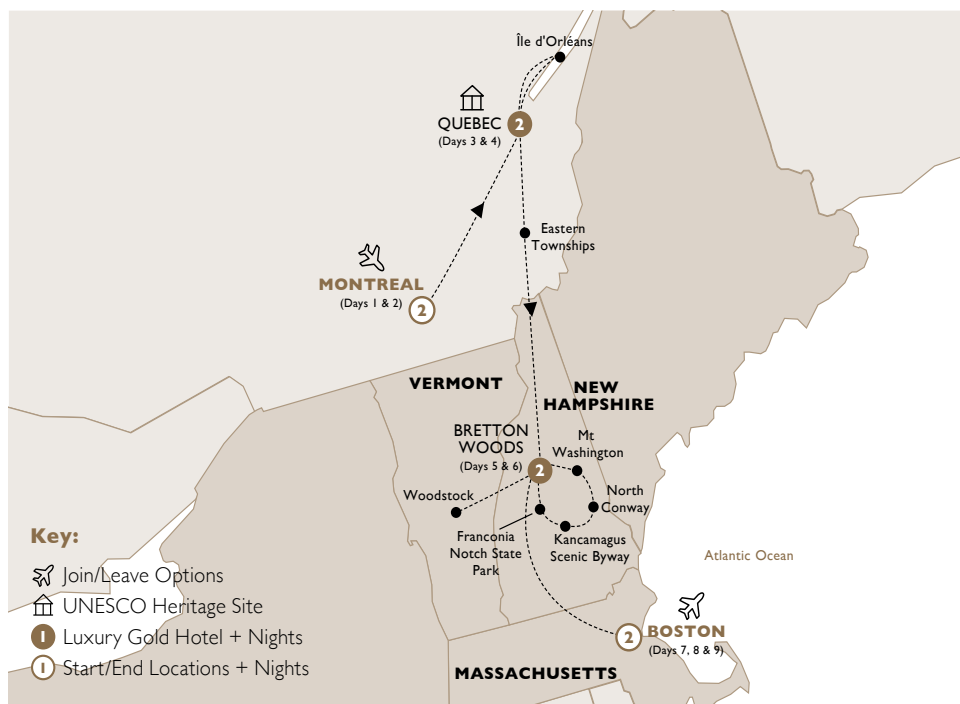 Île d'Orléans
QUEBEC
2
(Days 3 & 4)
Eastern
Townships
MONTREAL
(Days 1 & 2)
2
VERMONT
NEW
HAMPSHIRE
BRETTON
WOODS
(Days 5 & 6)
2
Mt
Washington
Woodstock
North
Conway
Franconia
Notch State
Park
Kancamagus
Scenic Byway
Atlantic Ocean
Key:
Join/Leave Options
UNESCO Heritage Site
1 Luxury Gold Hotel + Nights
1 Start/End Locations + Nights
2
BOSTON
(Days 7, 8 & 9)
MASSACHUSETTS